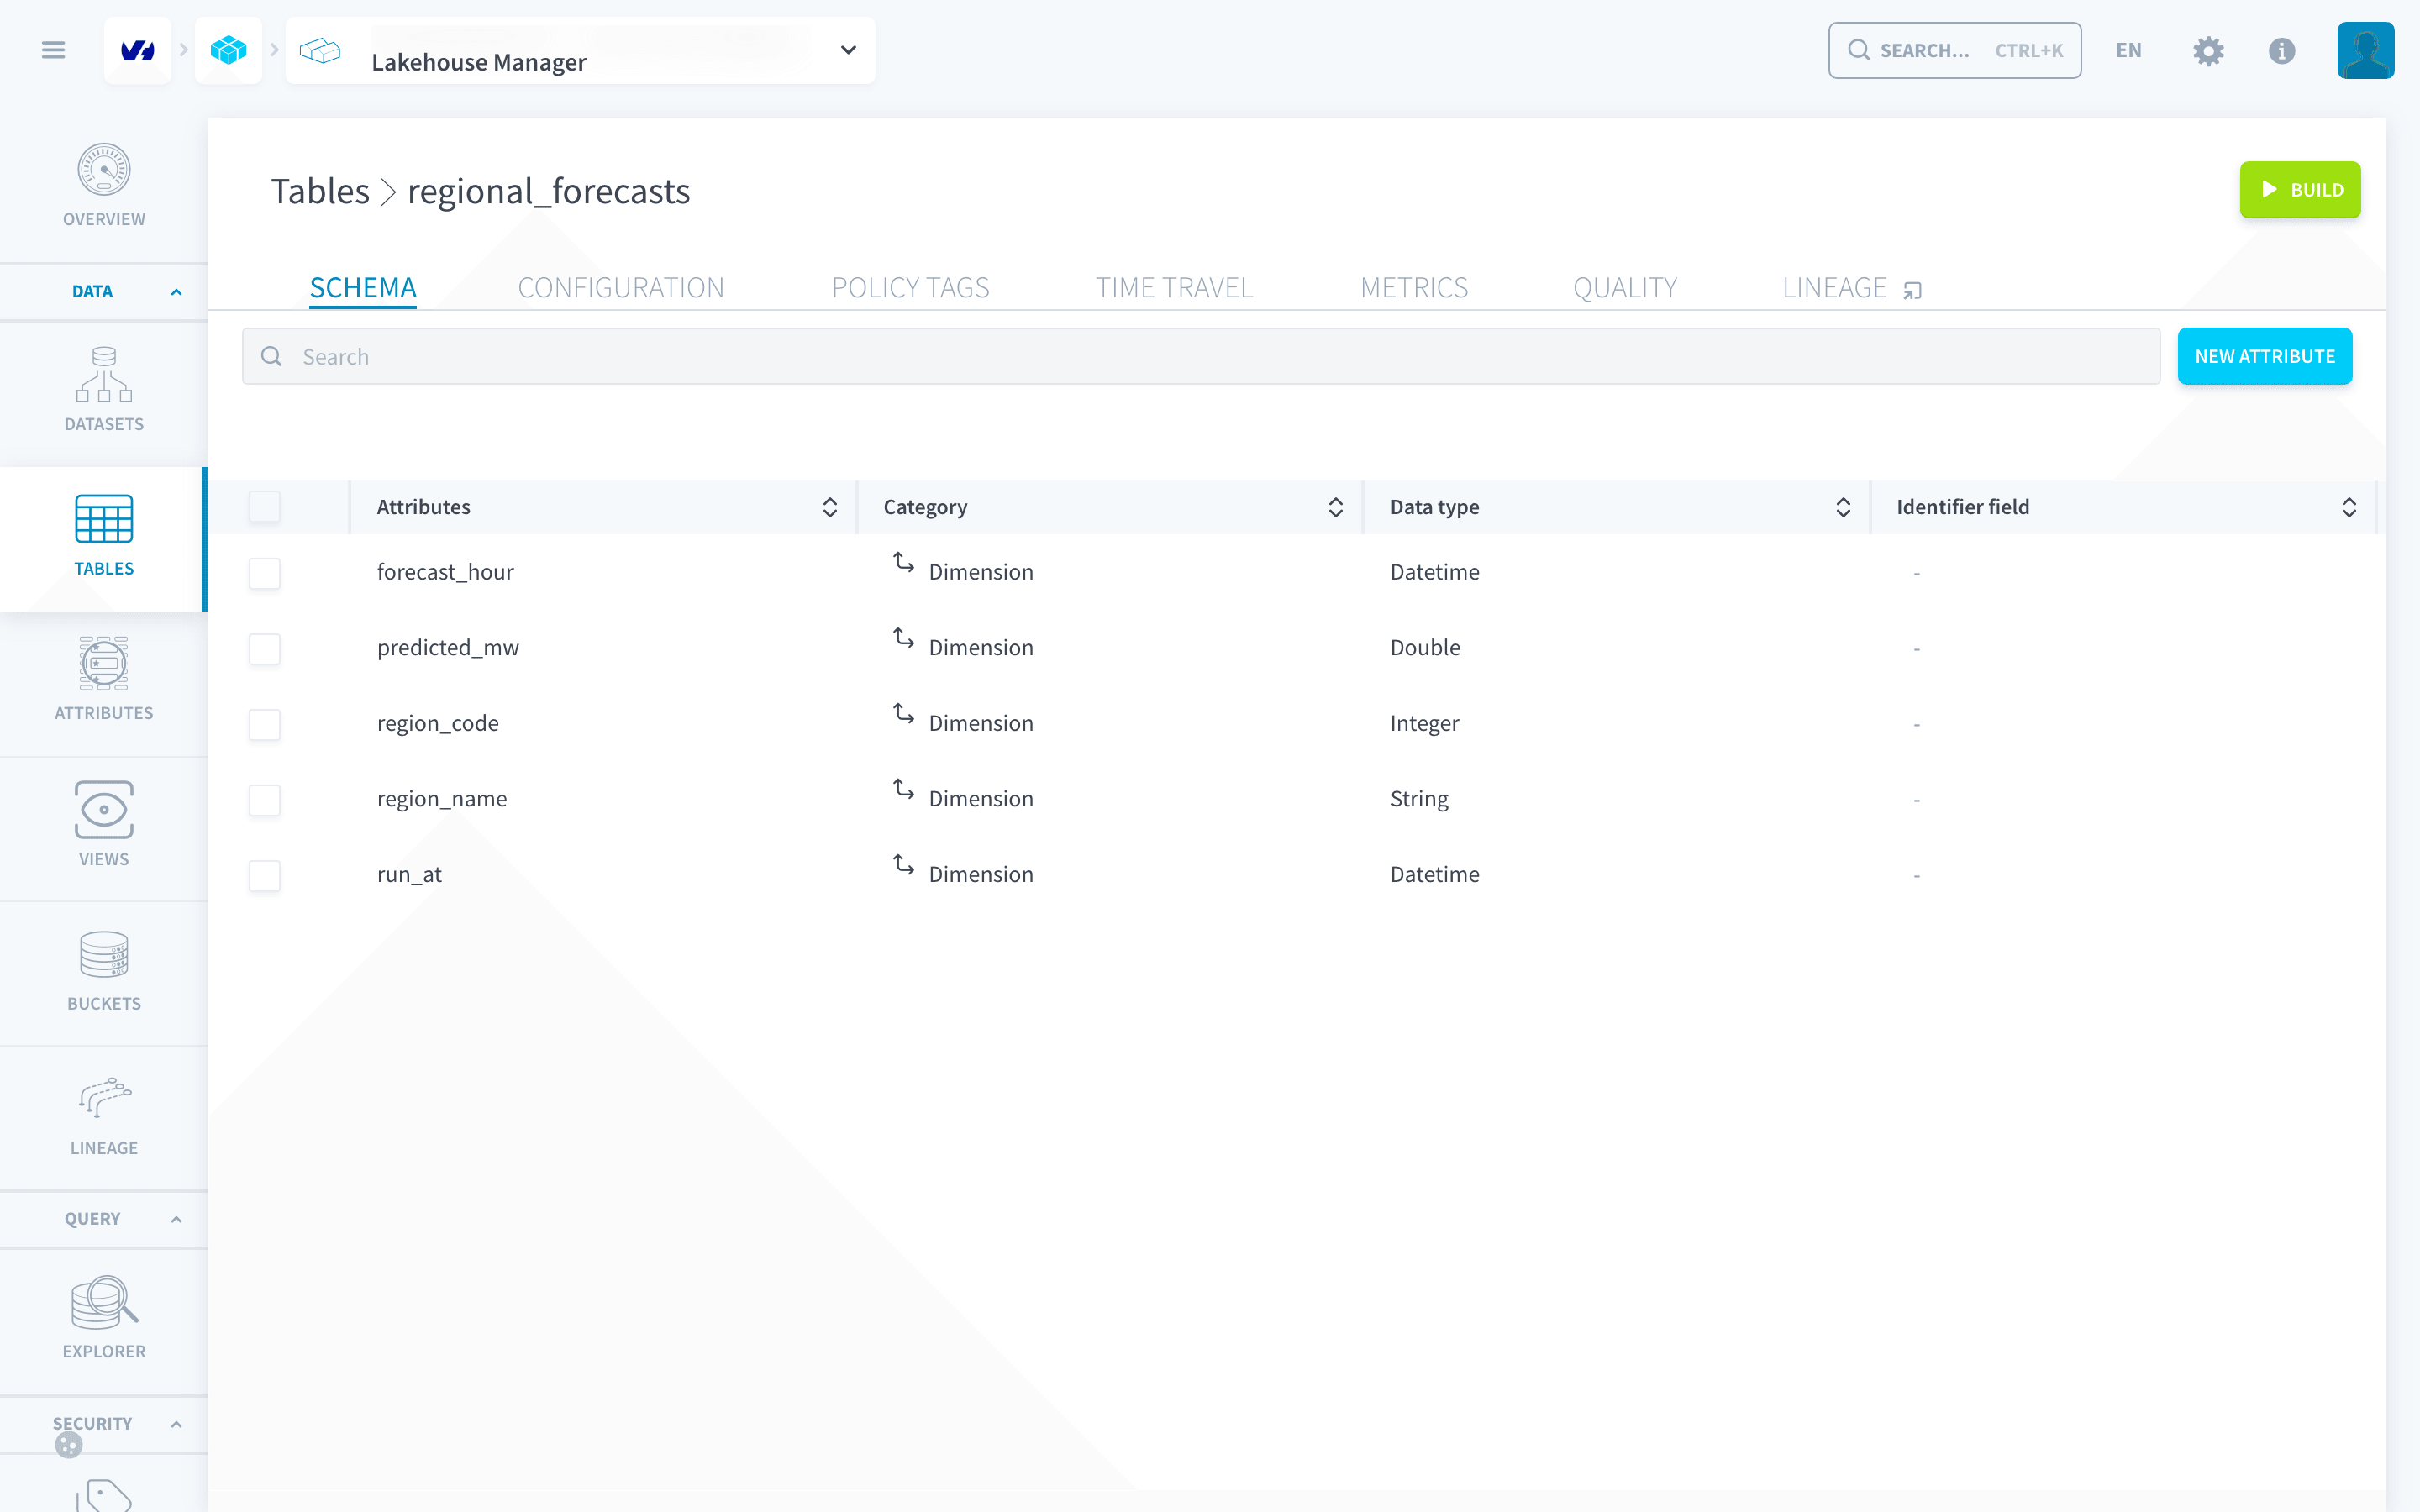 Lakehouse Manager
SEARCH... CTRL+K
EN
OVERVIEW
DATA
DATASETS
TABLES
ATTRIBUTES
VIEWS
BUCKETS
LINEAGE
QUERY
EXPLORER
SECURITY
Tables > regional_forecasts
BUILD
SCHEMA CONFIGURATION POLICY TAGS TIME TRAVEL METRICS QUALITY LINEAGE
Search
NEW ATTRIBUTE
Attributes Category Data type Identifier field
forecast_hour Dimension Datetime -
predicted_mw Dimension Double -
region_code Dimension Integer -
region_name Dimension String -
run_at Dimension Datetime -